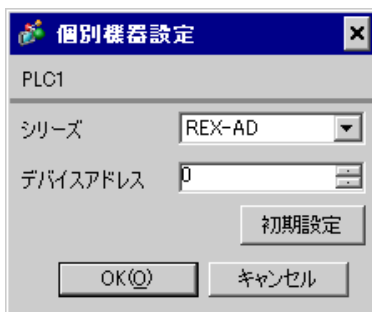 個別機器設定
PLC1
シリーズ REX-AD
デバイスアドレス 0
初期設定
OK(O) キャンセル